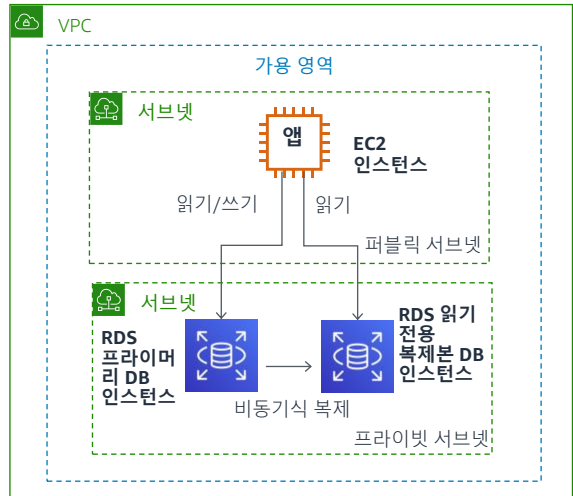 VPC
가용 영역
서브넷
앱
EC2
인스턴스
읽기/쓰기
읽기
퍼블릭 서브넷
서브넷
RDS
프라이머
리 DB
인스턴스
RDS 읽기
전용
복제본 DB
인스턴스
비동기식 복제
프라이빗 서브넷